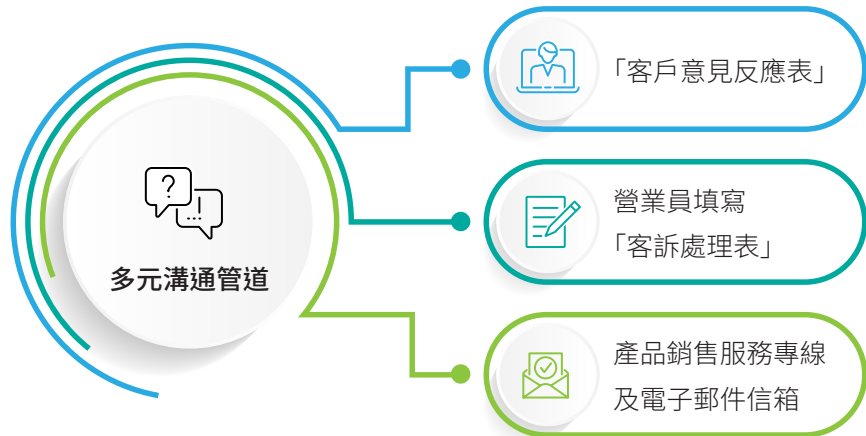 多元溝通管道
「客戶意見反應表」
營業員填寫
「客訴處理表」
產品銷售服務專線
及電子郵件信箱